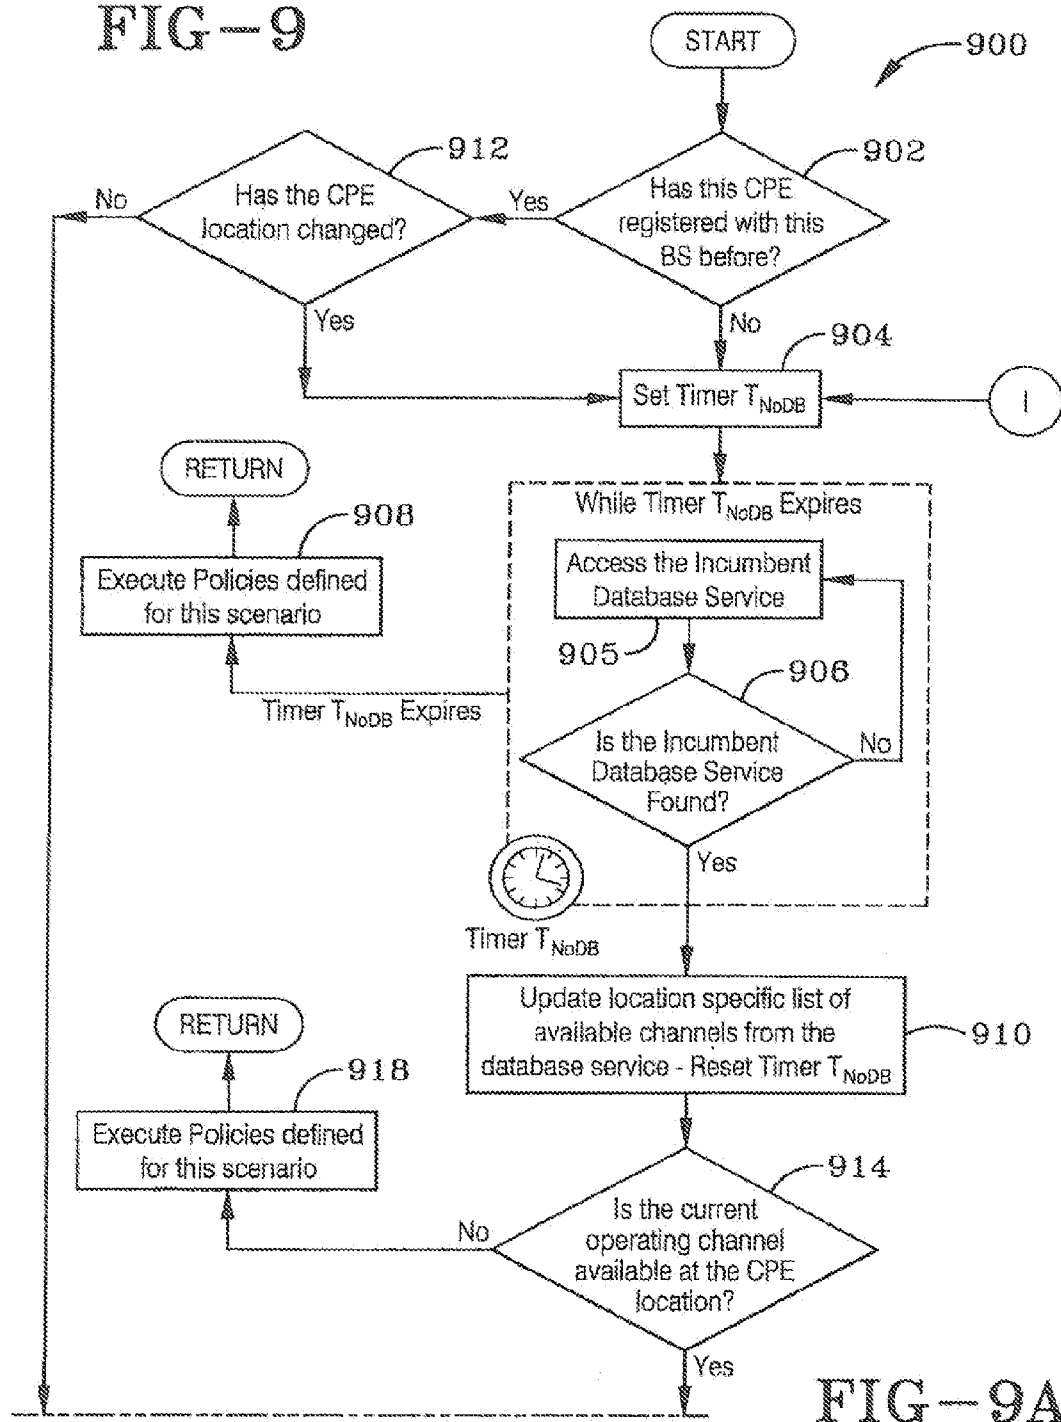 FIG-9
START
900
912
902
Has the CPE
location changed?
No
Yes
Has this CPE
registered with this
BS before?
Yes
No
904
Set Timer TNoDB
I
RETURN
908
Execute Policies defined
for this scenario
While Timer TNoDB Expires
Access the Incumbent
Database Service
905
906
Timer TNoDB Expires
Is the Incumbent
Database Service
Found?
No
Yes
Timer TNoDB
Update location specific list of
available channels from the
database service - Reset Timer TNoDB
910
RETURN
918
Execute Policies defined
for this scenario
914
No
Is the current
operating channel
available at the CPE
location?
Yes
FIG-9A